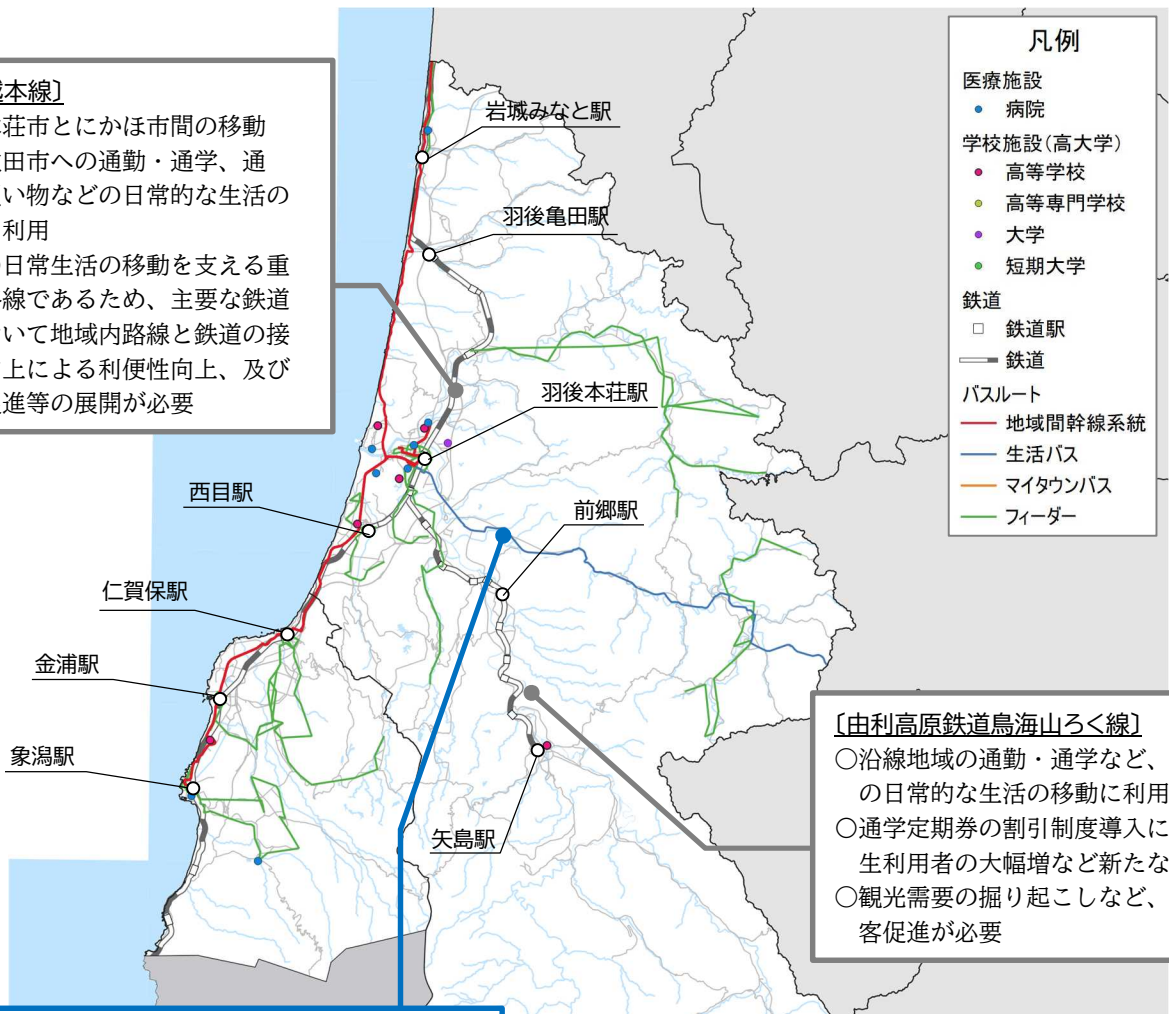 越本線〕
荘市とにかほ市間の移動
田市への通勤・通学、通
い物などの日常的な生活の
利用
日常生活の移動を支える重
線であるため、主要な鉄道
いて地域内路線と鉄道の接
上による利便性向上、及び
進等の展開が必要
岩城みなと駅
羽後亀田駅
羽後本荘駅
西目駅
前郷駅
仁賀保駅
金浦駅
象潟駅
矢島駅
凡例
医療施設
病院
学校施設(高大学)
高等学校
高等専門学校
大学
短期大学
鉄道
鉄道駅
鉄道
バスルート
地域間幹線系統
生活バス
マイタウンバス
フィーダー
〔由利高原鉄道鳥海山ろく線〕
○沿線地域の通勤・通学など、
の日常的な生活の移動に利用
○通学定期券の割引制度導入に
生利用者の大幅増など新たな
○観光需要の掘り起こしなど、
客促進が必要